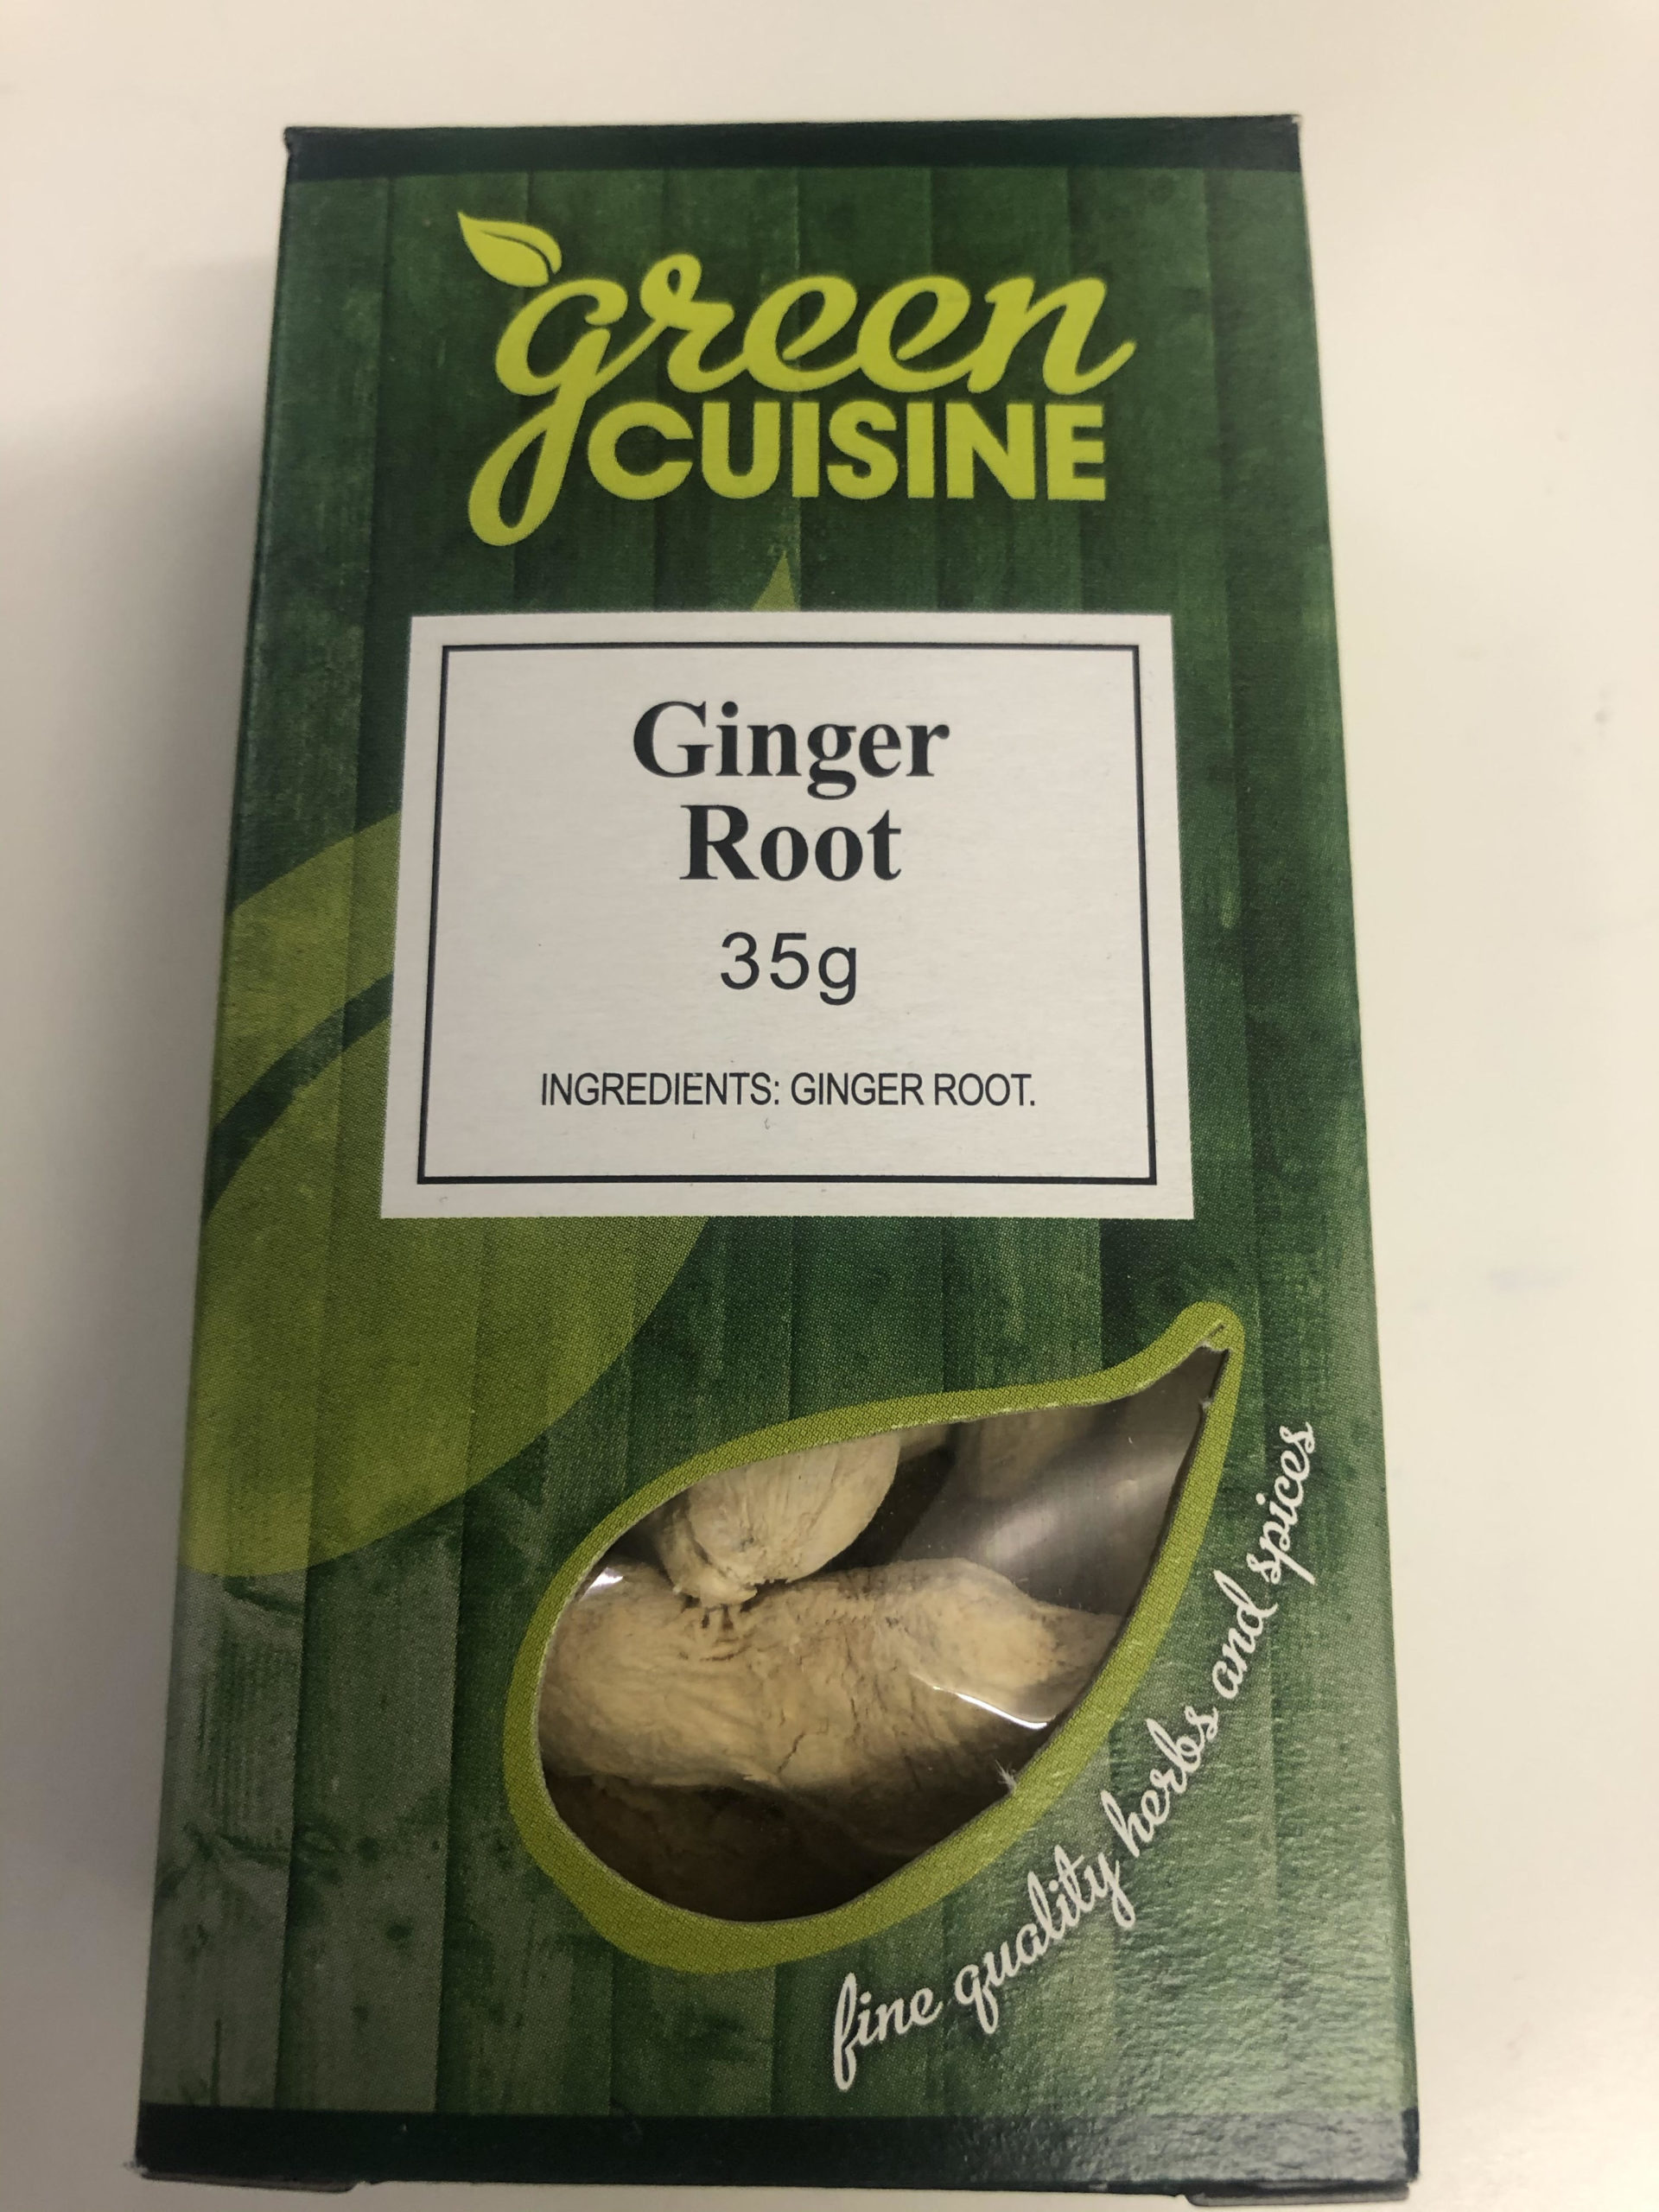 green
CUISINE
Ginger
Root
35g
INGREDIENTS: GINGER ROOT.
fine quality herbs and spices